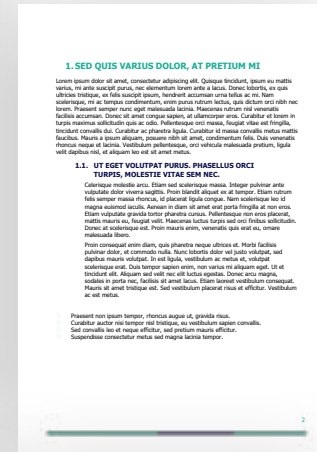 1. SED QUIS VARIUS DOLOR, AT PRETIUM MI
Lorem ipsum dolor sit amet, consectetur adipiscing elit. Quisque tincidunt, ipsum eu mattis
varius, mi ante suscipit purus, nec elementum lorem ante a lacus. Donec lobortis, ex quis
ultricies tristique, ex felis suscipit ipsum, hendrerit accumsan urna tellus ac mi. Nam
scelerisque, mi ac tempus condimentum, enim purus rutrum lectus, quis dictum orci nibh nec
lorem. Praesent semper nunc eget malesuada lacinia. Maecenas rutrum nisl venenatis
facilisis accumsan. Donec sit amet congue sapien, at ullamcorper eros. Curabitur et lorem in
turpis maximus sollicitudin quis ac odio. Pellentesque orci massa, feugiat vitae est fringilla,
tincidunt convallis dui. Curabitur ac pharetra ligula. Curabitur id massa convallis metus mattis
faucibus. Mauris a ipsum aliquam, posuere nibh sit amet, condimentum felis. Duis venenatis
rhoncus neque et lacinia. Vestibulum pellentesque, orci vehicula malesuada pretium, ligula
velit dapibus nisl, et aliquam leo est sit amet metus.
1.1. UT EGET VOLUTPAT PURUS. PHASELLUS ORCI
TURPIS, MOLESTIE VITAE SEM NEC.
Celerisque molestie arcu. Etiam sed scelerisque massa. Integer pulvinar ante
vulputate dolor viverra sagittis. Proin blandit aliquet ex at tempor. Etiam rutrum
felis semper massa rhoncus, id placerat ligula congue. Nam scelerisque leo id
magna euismod iaculis. Aenean in diam sit amet erat porta fringilla at non eros.
Etiam vulputate gravida tortor pharetra cursus. Pellentesque non eros placerat,
mattis mauris eu, feugiat velit. Maecenas luctus turpis sed orci finibus sollicitudin.
Donec at scelerisque est. Proin mauris enim, venenatis quis erat eu, ornare
malesuada libero.
Proin consequat enim diam, quis pharetra neque ultrices et. Morbi facilisis
pulvinar dolor, et commodo nulla. Nunc lobortis dolor vel justo volutpat, sed
dapibus mauris volutpat. In est ligula, vestibulum ac metus et, volutpat
scelerisque erat. Duis tempor sapien enim, non varius mi aliquam eget. Ut et
tincidunt elit. Aliquam sed velit nec elit luctus egestas. Donec arcu magna,
sodales in porta nec, facilisis sit amet lacus. Etiam laoreet vestibulum consequat.
Mauris sit amet tristique est. Sed vestibulum placerat risus et efficitur. Vestibulum
ac est metus.
Praesent non ipsum tempor, rhoncus augue ut, gravida risus.
Curabitur auctor nisi tempor nisl tristique, eu vestibulum sapien convallis.
Sed convallis leo et neque efficitur, sed pretium mauris efficitur.
Suspendisse consectetur metus sed magna lacinia tempor.
2